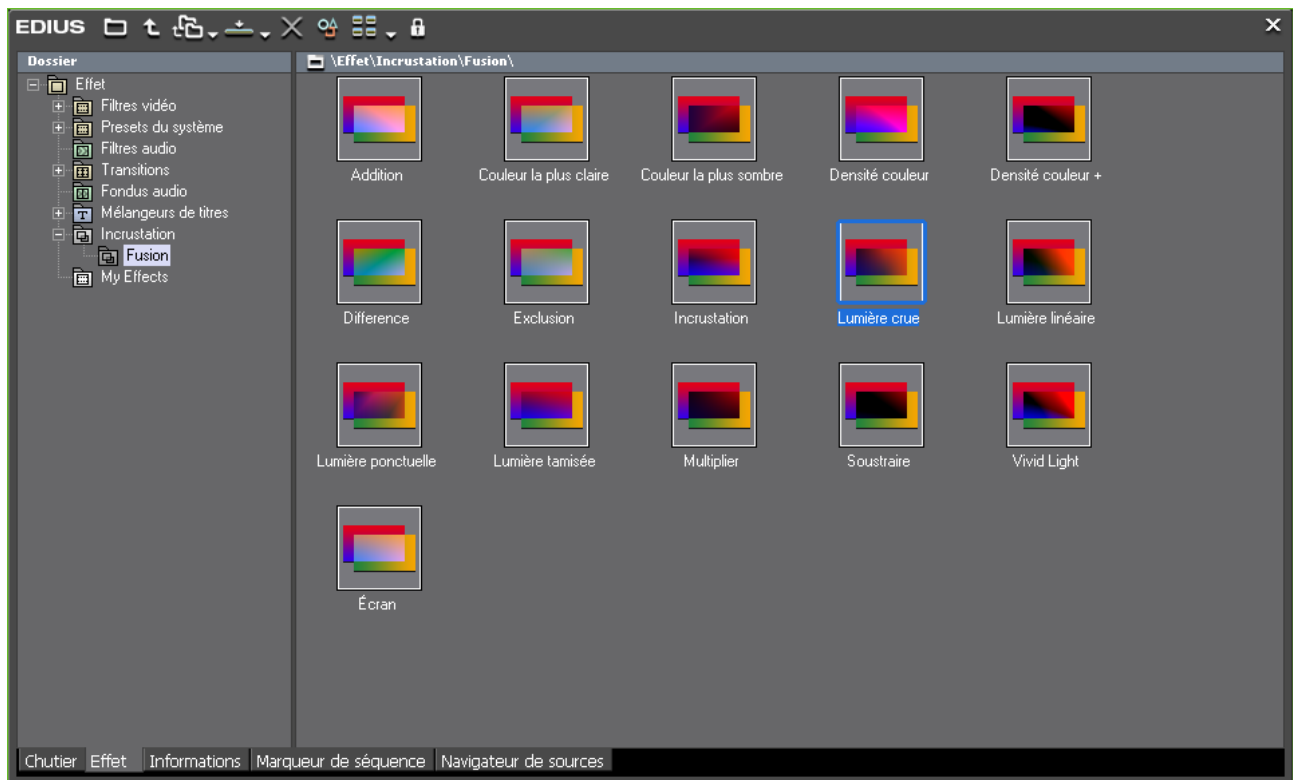 EDIUS
Dossier
\Effet\Incrustation\Fusion\
Effet
Filtres vidéo
Presets du système
Filtres audio
Transitions
Fondus audio
Mélangeurs de titres
Incrustation
Fusion
My Effects
Addition
Couleur la plus claire
Couleur la plus sombre
Densité couleur
Densité couleur +
Difference
Exclusion
Incrustation
Lumière crue
Lumière linéaire
Lumière ponctuelle
Lumière tamisée
Multiplier
Soustraire
Vivid Light
Écran
Chutier Effet Informations Marqueur de séquence Navigateur de sources